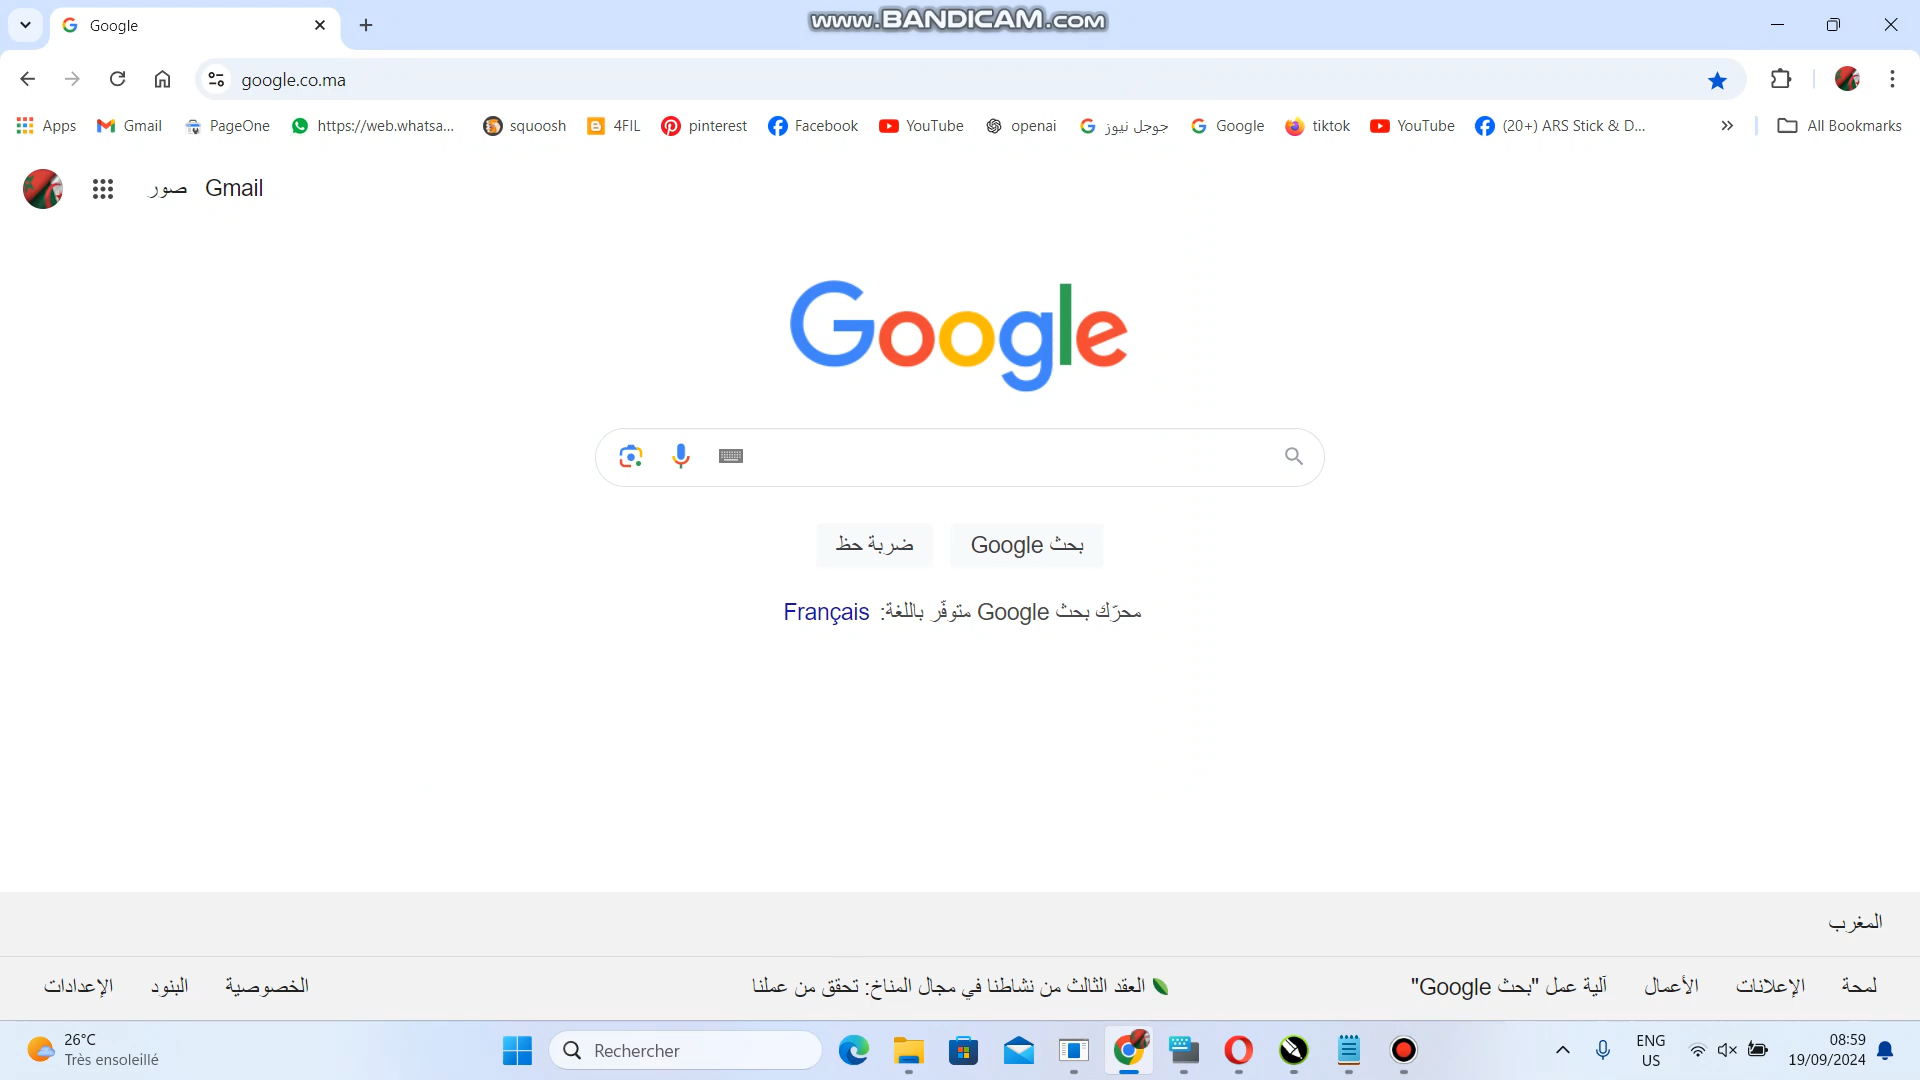 Google
www.BANDICAM.com
google.co.ma
Apps Gmail PageOne https://web.whatsa... squoosh 4FIL pinterest Facebook YouTube openai جوجل نيوز Google tiktok YouTube (20+) ARS Stick & D... All Bookmarks
صور Gmail
Google
بحث Google ضربة حظ
محرّك بحث Google متوفّر باللغة: Français
المغرب
لمحة الإعلانات الأعمال آلية عمل "بحث Google" العقد الثالث من نشاطنا في مجال المناخ: تحقق من عملنا الخصوصية البنود الإعدادات
26°C
Très ensoleillé
Rechercher
ENG
US
08:59
19/09/2024